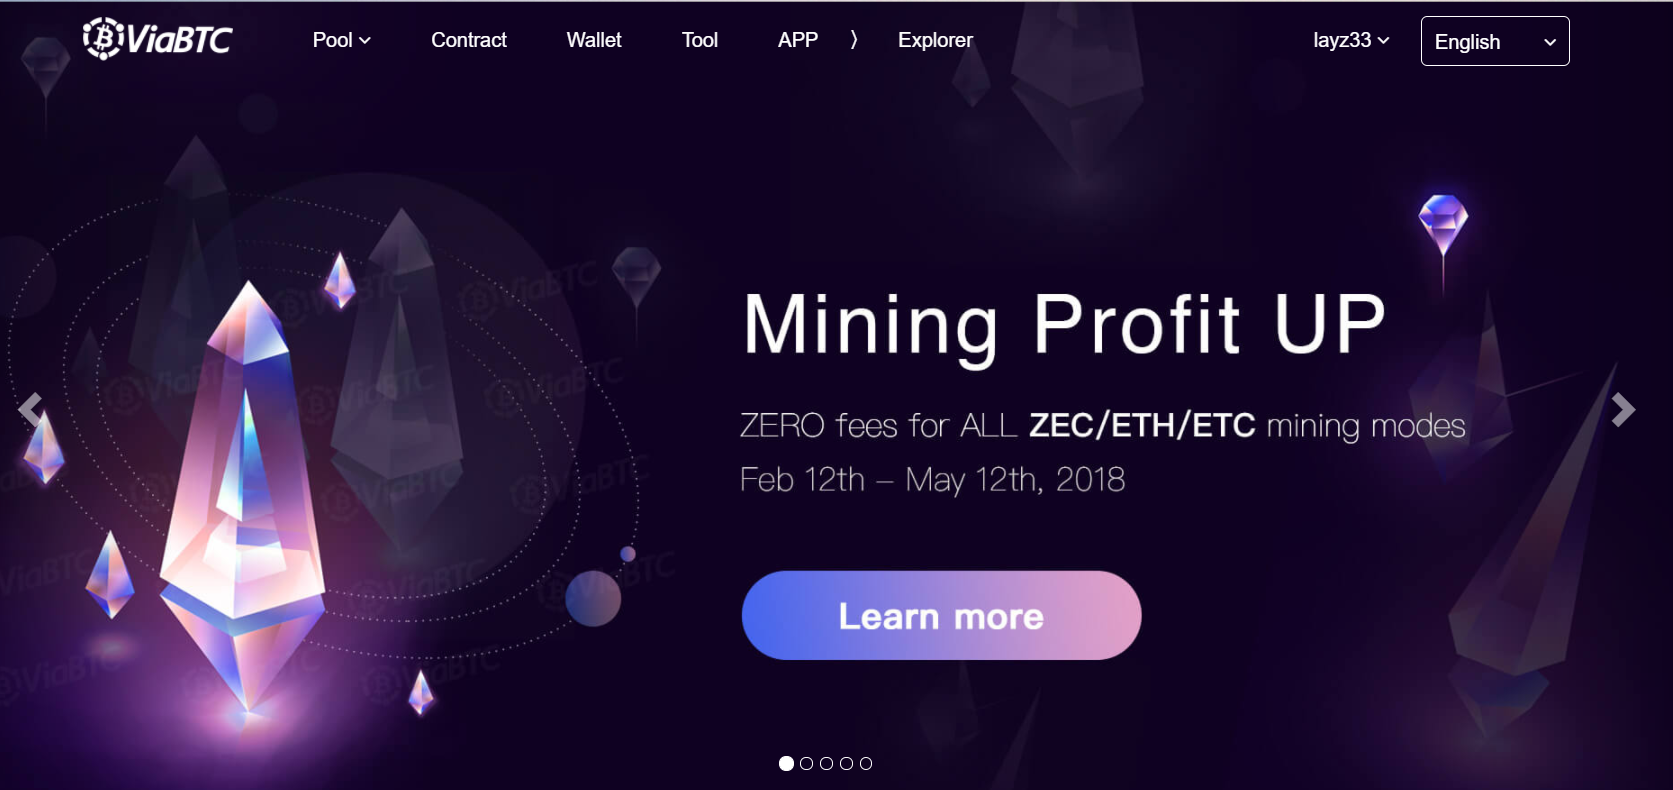 ViaBTC
Pool Contract Wallet Tool APP ⟩ Explorer layz33 English
Mining Profit UP
ZERO fees for ALL ZEC/ETH/ETC mining modes
Feb 12th – May 12th, 2018
Learn more